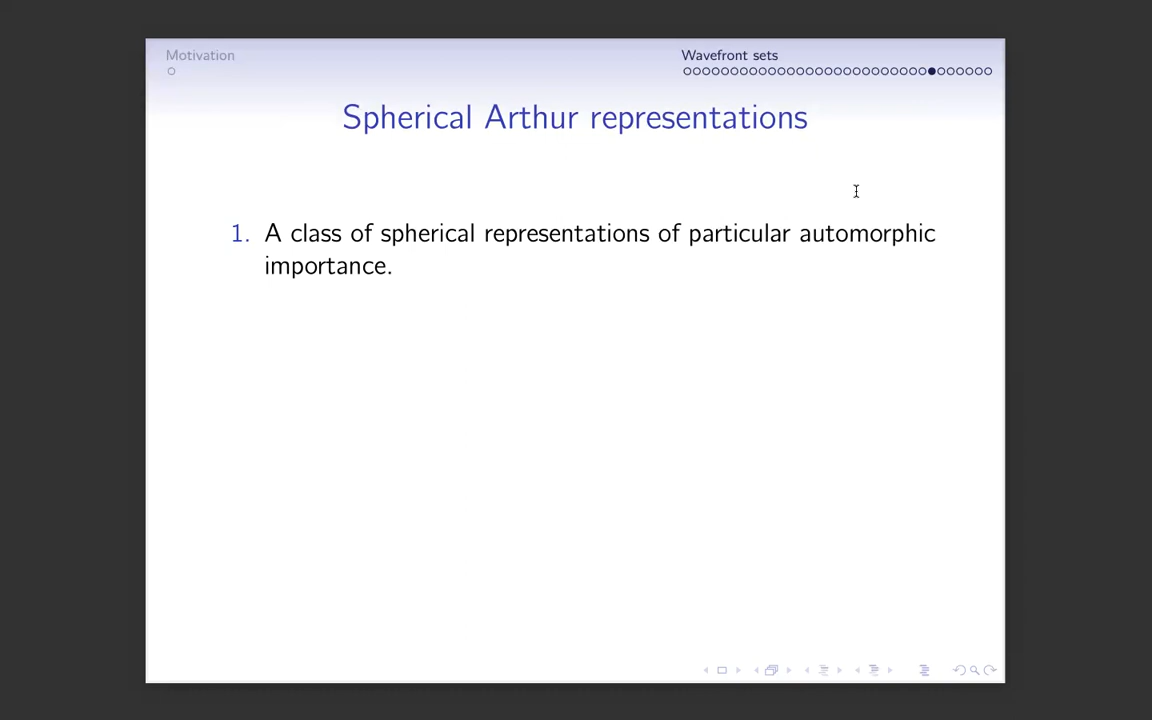 Motivation
Wavefront sets
Spherical Arthur representations
1. A class of spherical representations of particular automorphic
importance.